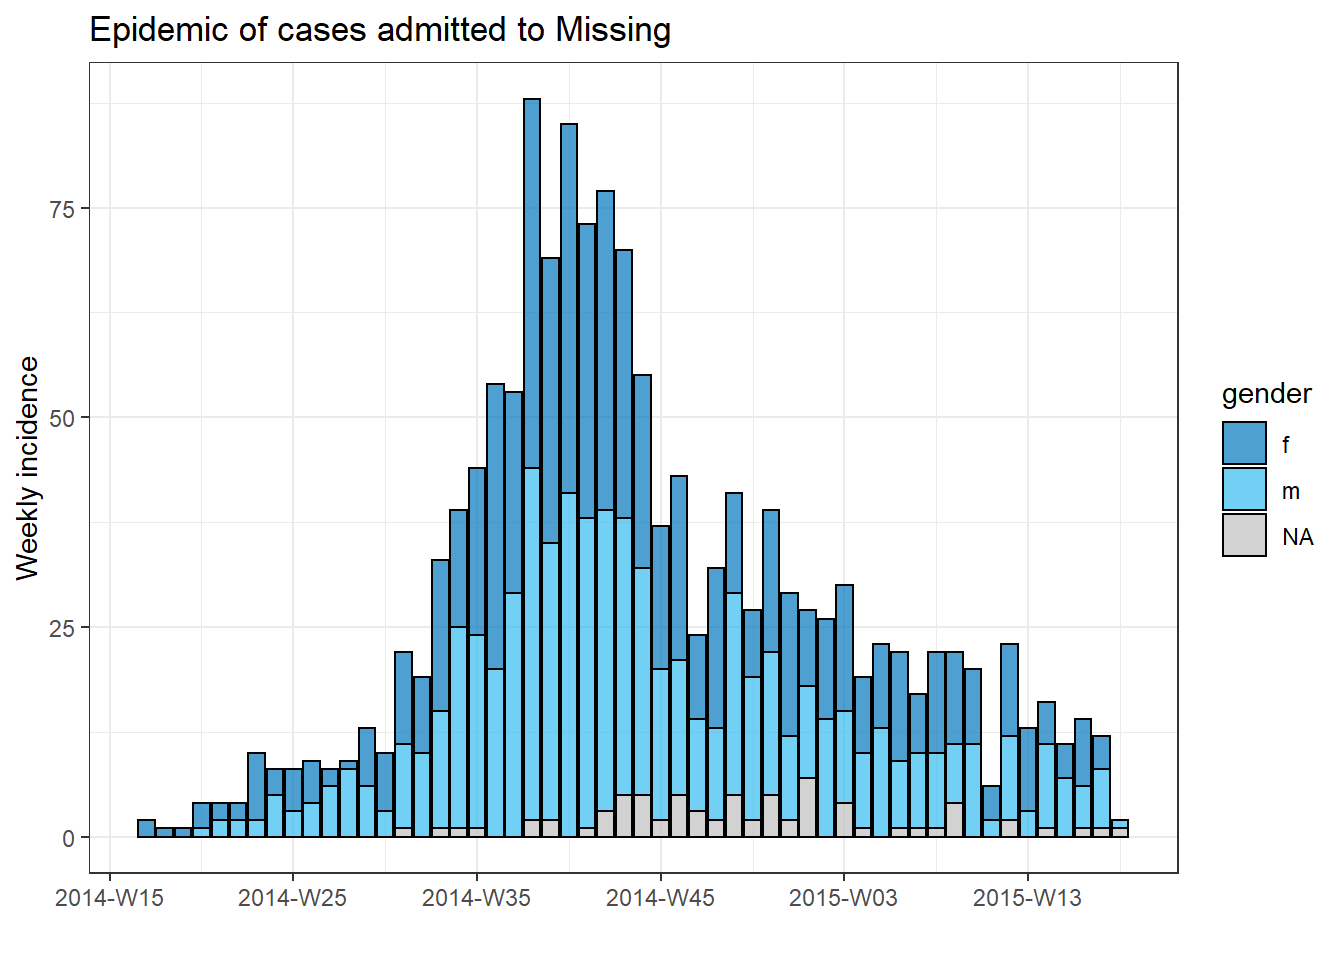 Epidemic of cases admitted to Missing
Weekly incidence
75
50
25
0
2014-W15
2014-W25
2014-W35
2014-W45
2015-W03
2015-W13
gender
f
m
NA